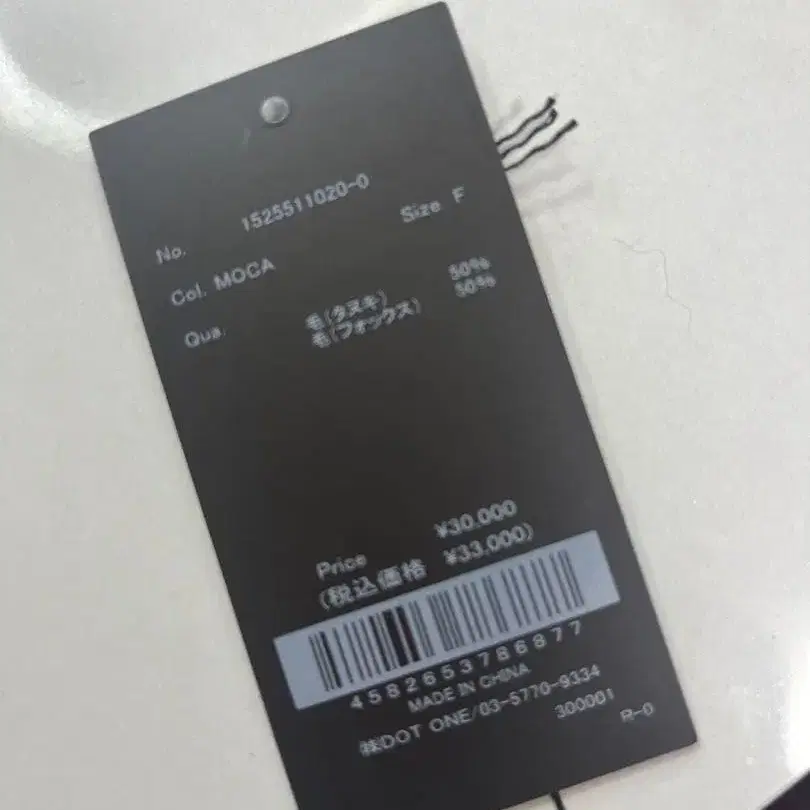 No. 1525511020-0
Col. MOCA Size F
Qua. 毛(タヌキ) 50%
毛(フォックス) 50%
Price ¥30,000
(税込価格 ¥33,000)
4582653786877
MADE IN CHINA
㈱DOT ONE/03-5770-9334
300001 R-0